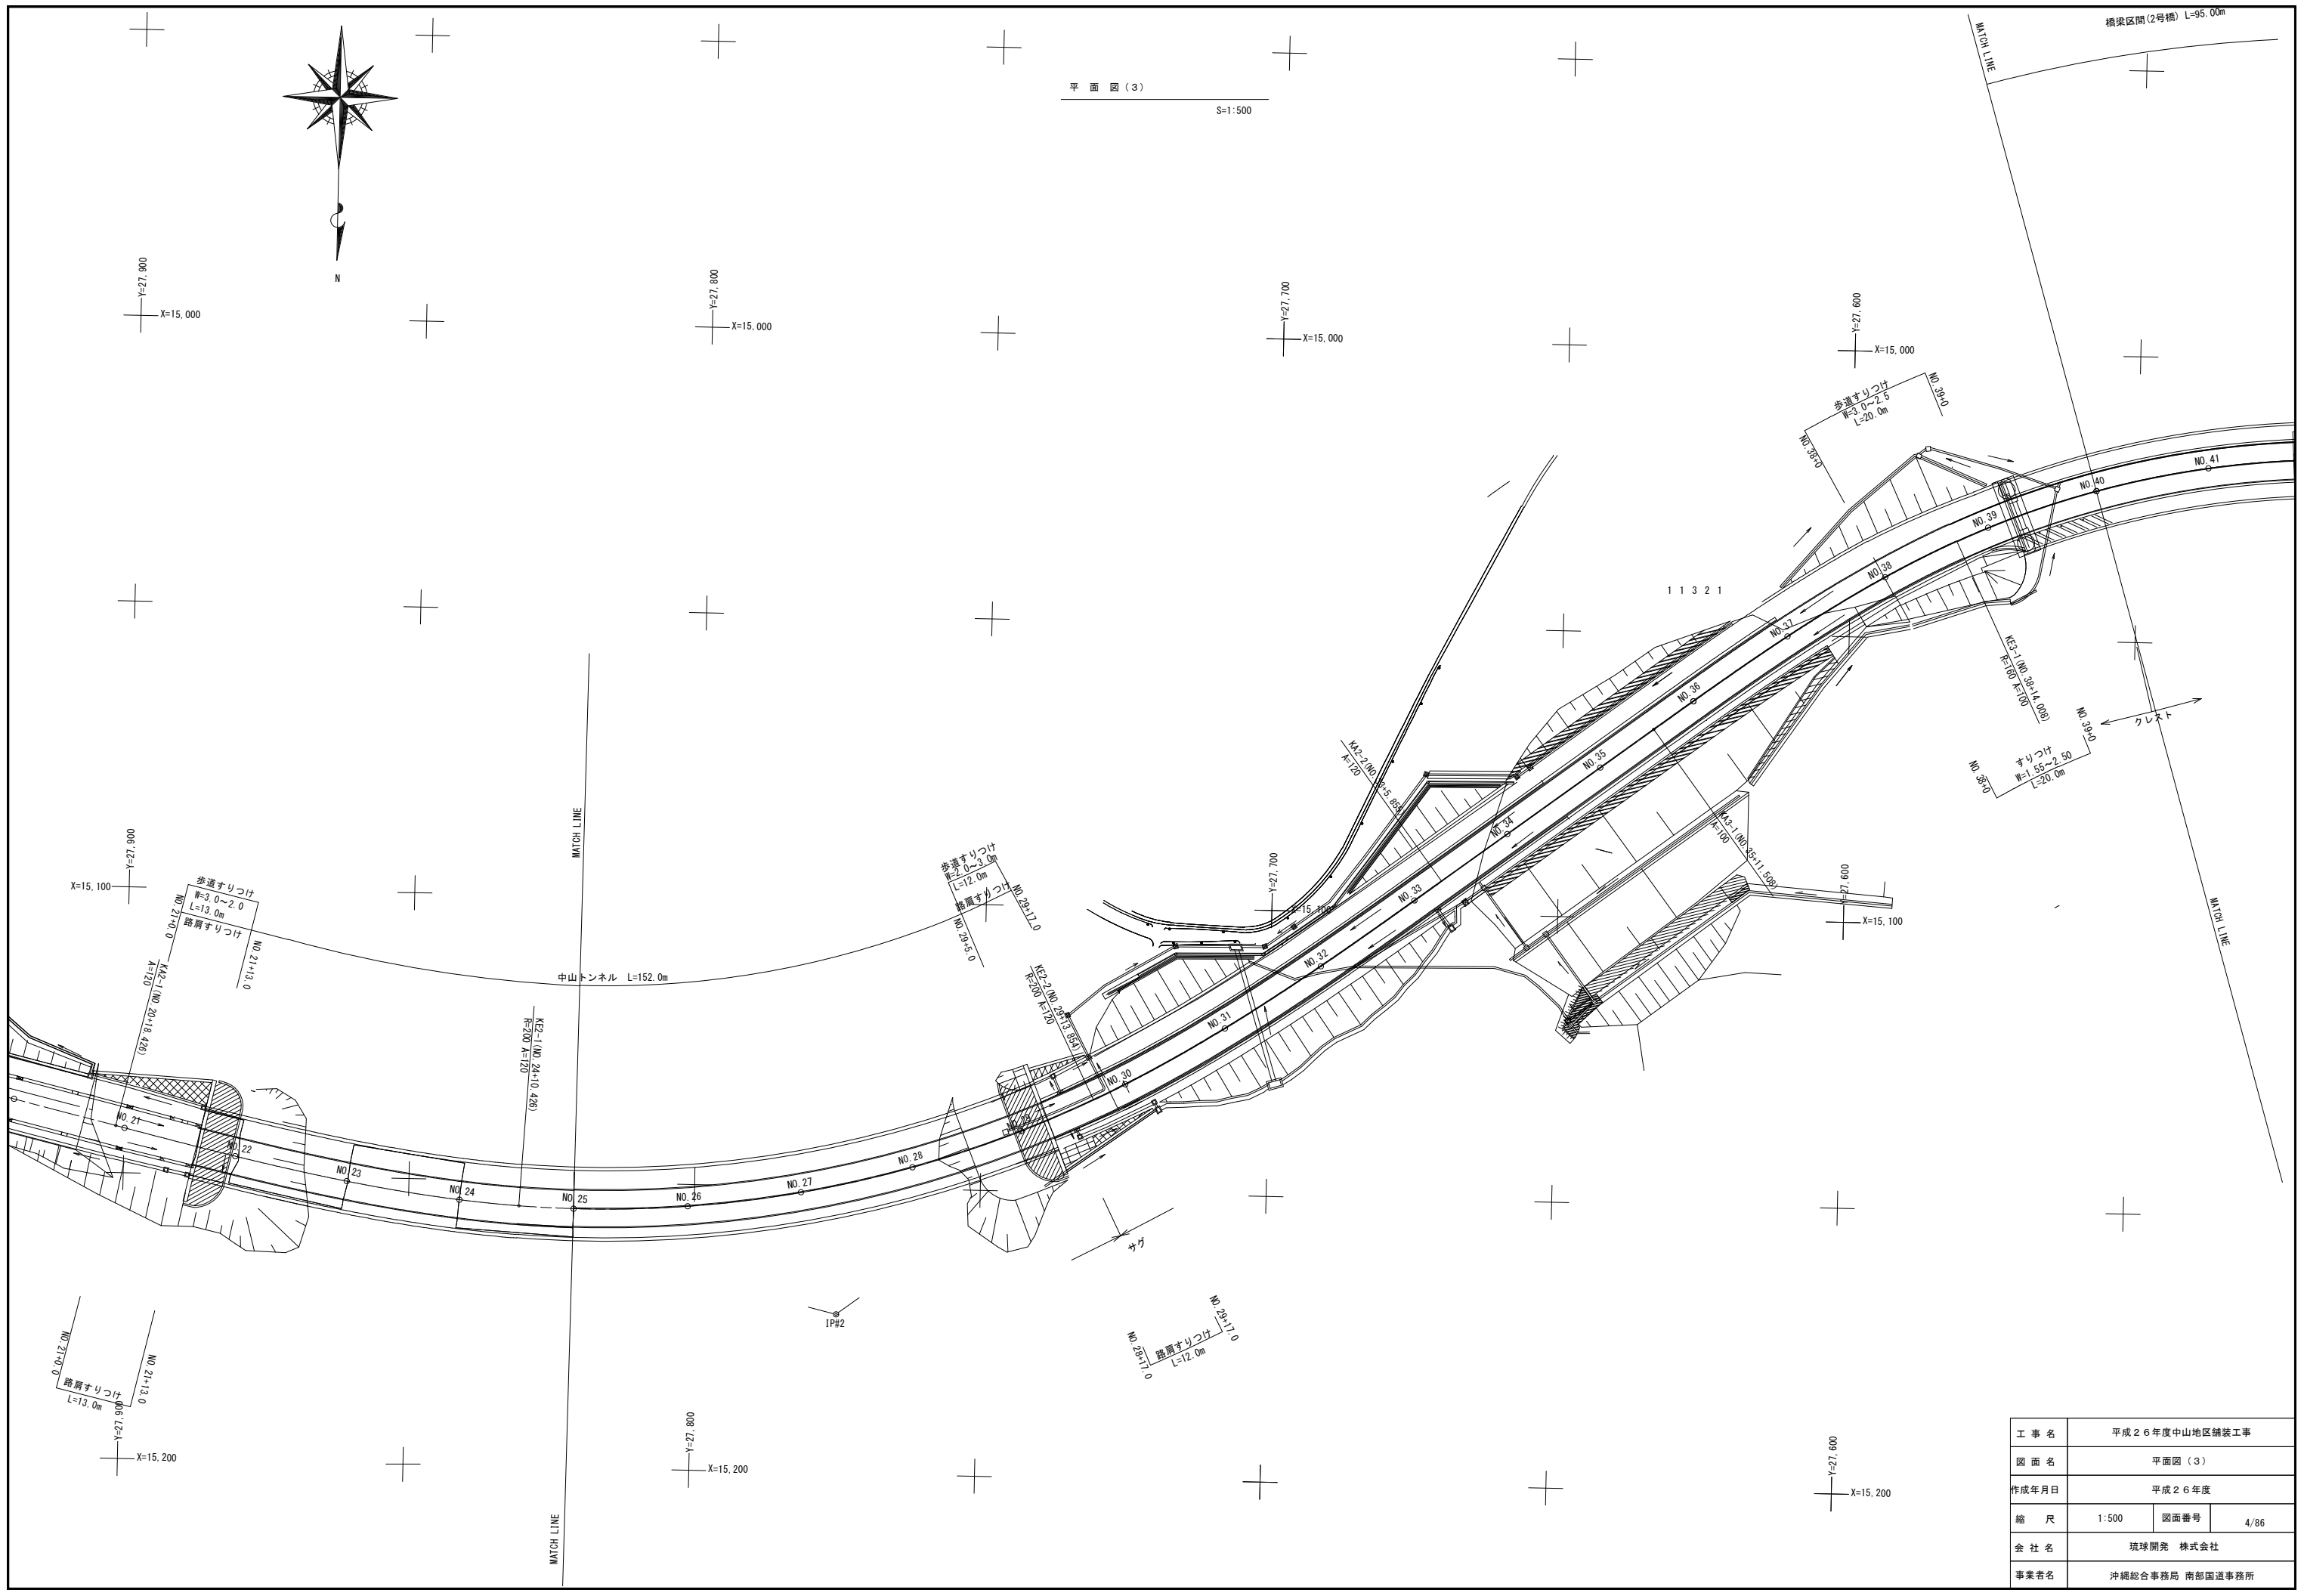 橋梁区間(2号橋) L=95.00m
MATCH LINE
平 面 図（３）
S=1:500
N
Y=27,900
X=15,000
Y=27,800
X=15,000
Y=27,700
X=15,000
Y=27,600
X=15,000
歩道すりつけ
W=3.0～2.5
L=20.0m
NO.38+0
NO.39+0
NO.41
NO.40
NO.39
NO.38
NO.37
NO.36
NO.35
NO.34
NO.33
NO.32
NO.31
NO.30
NO.28
NO.27
NO.26
NO.25
NO.24
NO.23
NO.22
NO.21
１１３２１
KE3-1(NO.38+14.008)
R=160 A=100
クレスト
NO.38+0
すりつけ
W=1.55～2.50
L=20.0m
NO.39+0
KA2-2(NO.33+5.855)
A=120
KA3-1(NO.35+11.508)
A=100
MATCH LINE
MATCH LINE
Y=27,900
X=15,100
Y=27,700
X=15,100
Y=27,600
X=15,100
歩道すりつけ
W=3.0～2.0
L=13.0m
路肩すりつけ
NO.21+0.0
NO.21+13.0
歩道すりつけ
W=2.0～3.0m
L=12.0m
路肩すりつけ
NO.29+5.0
NO.29+17.0
中山トンネル L=152.0m
KA2-1(NO.20+18.426)
A=120
KE2-1(NO.24+10.426)
R=200 A=120
KE2-2(NO.29+13.854)
R=200 A=120
サグ
IP#2
NO.28+17.0
路肩すりつけ
L=12.0m
NO.29+17.0
NO.21+0.0
路肩すりつけ
L=13.0m
NO.21+13.0
Y=27,900
X=15,200
Y=27,800
X=15,200
Y=27,600
X=15,200
MATCH LINE
工 事 名 平成２６年度中山地区舗装工事
図 面 名 平面図（３）
作成年月日 平成２６年度
縮 尺 1:500 図面番号 4/86
会 社 名 琉球開発 株式会社
事業者名 沖縄総合事務局 南部国道事務所